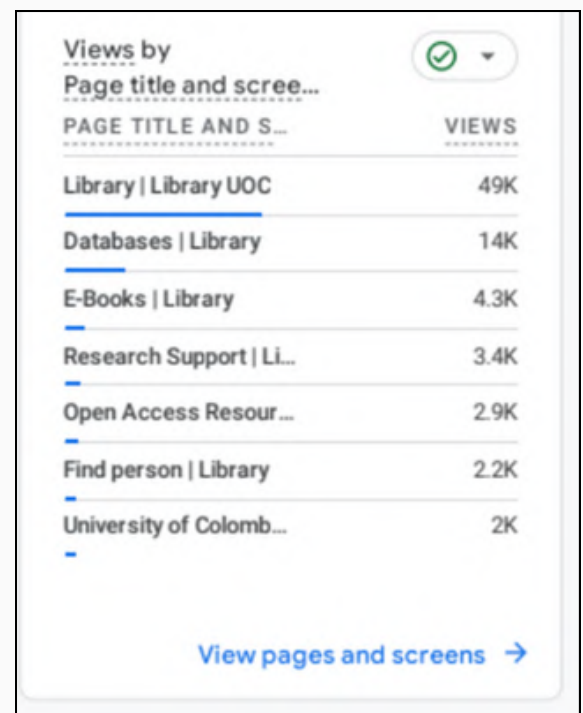 Views by
Page title and scree...
PAGE TITLE AND S... VIEWS
Library | Library UOC 49K
Databases | Library 14K
E-Books | Library 4.3K
Research Support | Li... 3.4K
Open Access Resour... 2.9K
Find person | Library 2.2K
University of Colomb... 2K
View pages and screens →